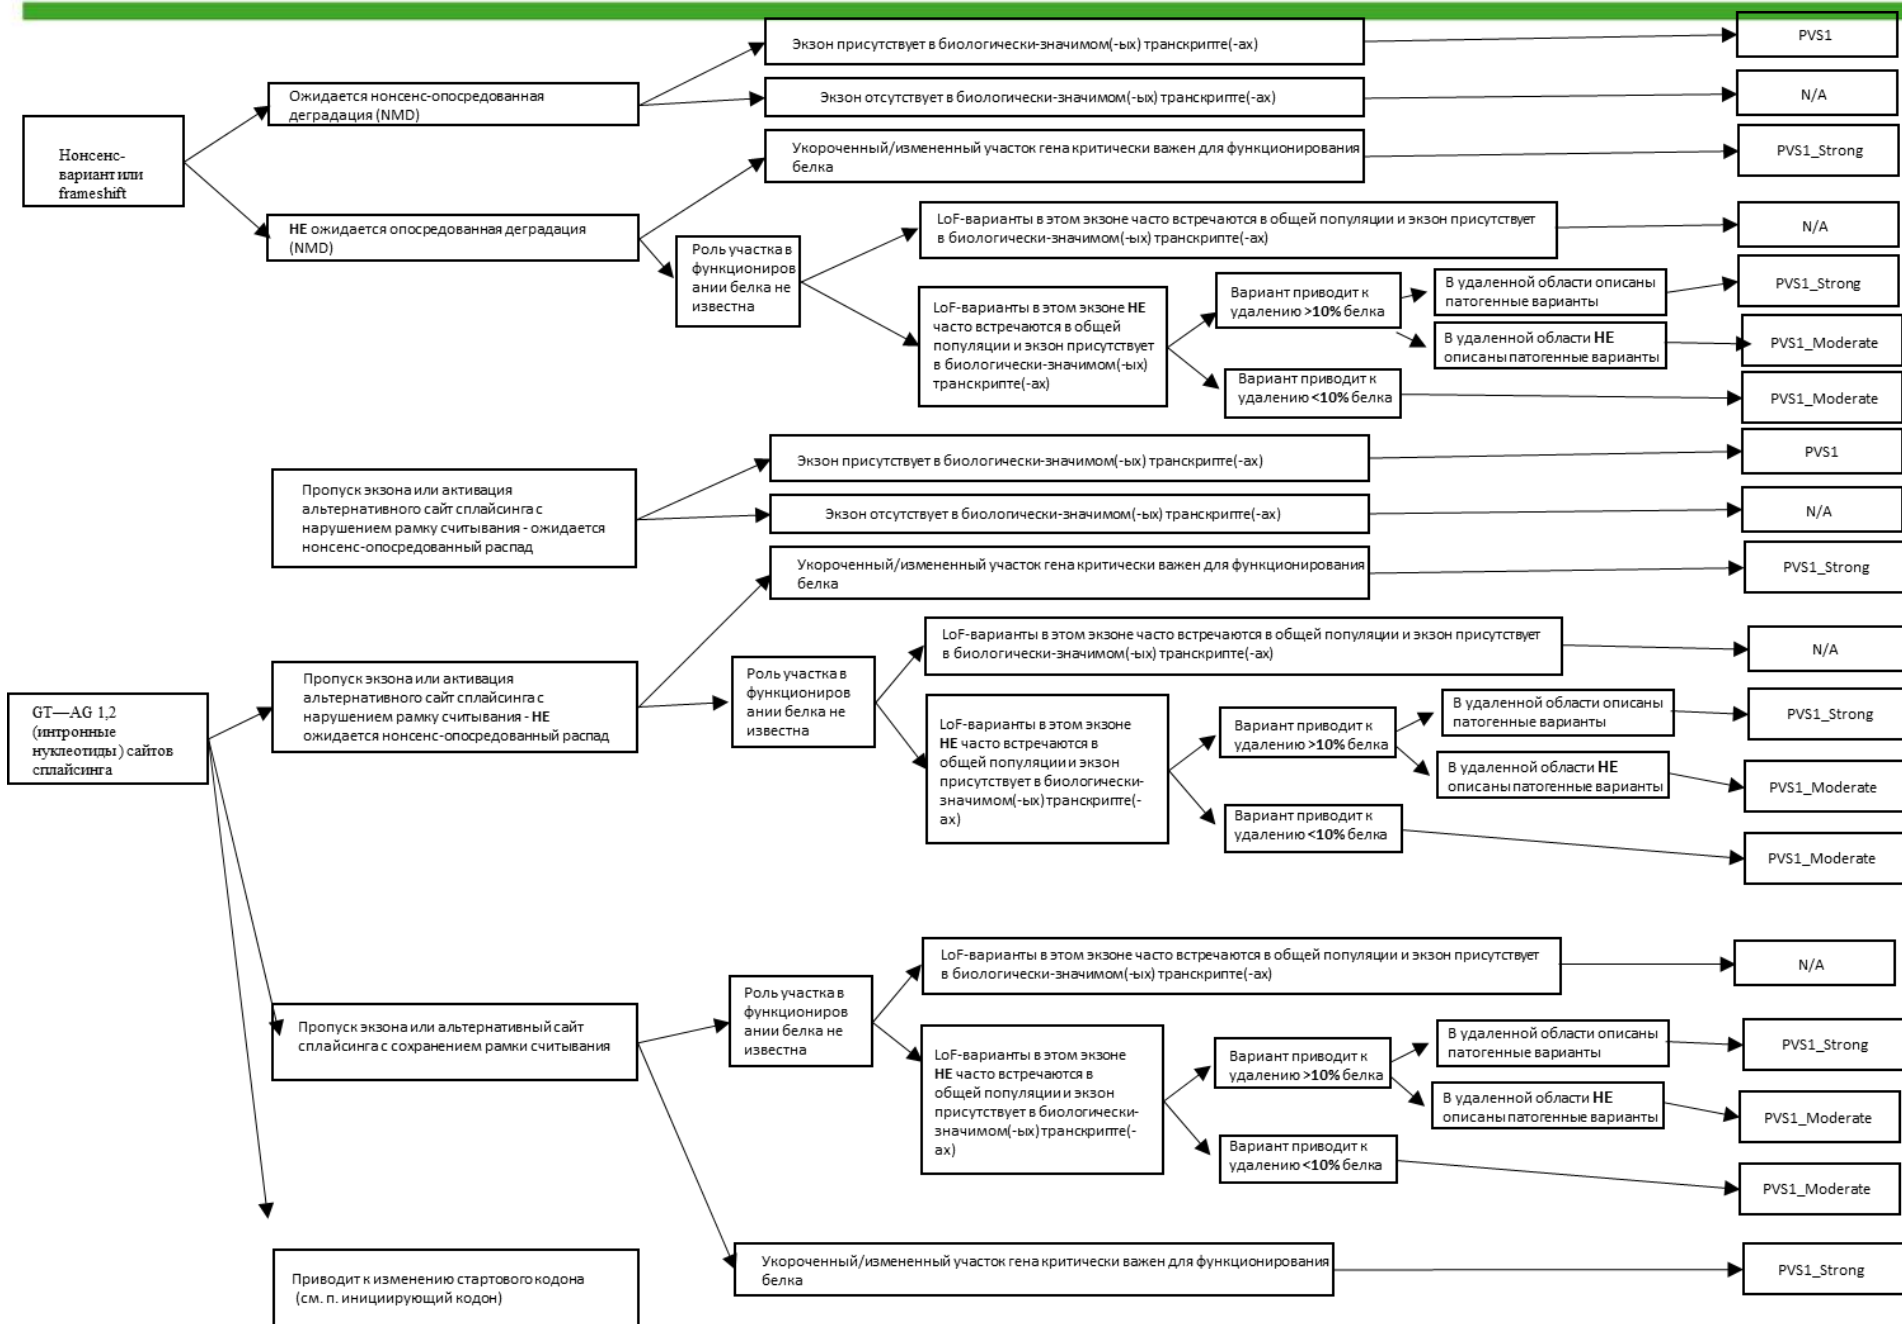 Нонсенс-
вариант или
frameshift
Ожидается нонсенс-опосредованная
деградация (NMD)
Экзон присутствует в биологически-значимом(-ых) транскрипте(-ах)
PVS1
Экзон отсутствует в биологически-значимом(-ых) транскрипте(-ах)
N/A
НЕ ожидается опосредованная деградация
(NMD)
Укороченный/измененный участок гена критически важен для функционирования
белка
PVS1_Strong
Роль участка в
функциониров
ании белка не
известна
LoF-варианты в этом экзоне часто встречаются в общей популяции и экзон присутствует
в биологически-значимом(-ых) транскрипте(-ах)
N/A
LoF-варианты в этом экзоне НЕ
часто встречаются в общей
популяции и экзон присутствует
в биологически-значимом(-ых)
транскрипте(-ах)
Вариант приводит к
удалению >10% белка
В удаленной области описаны
патогенные варианты
PVS1_Strong
В удаленной области НЕ
описаны патогенные варианты
PVS1_Moderate
Вариант приводит к
удалению <10% белка
PVS1_Moderate
GT—AG 1,2
(интронные
нуклеотиды) сайтов
сплайсинга
Пропуск экзона или активация
альтернативного сайт сплайсинга с
нарушением рамку считывания - ожидается
нонсенс-опосредованный распад
Экзон присутствует в биологически-значимом(-ых) транскрипте(-ах)
PVS1
Экзон отсутствует в биологически-значимом(-ых) транскрипте(-ах)
N/A
Пропуск экзона или активация
альтернативного сайт сплайсинга с
нарушением рамку считывания - НЕ
ожидается нонсенс-опосредованный распад
Укороченный/измененный участок гена критически важен для функционирования
белка
PVS1_Strong
Роль участка в
функциониров
ании белка не
известна
LoF-варианты в этом экзоне часто встречаются в общей популяции и экзон присутствует
в биологически-значимом(-ых) транскрипте(-ах)
N/A
LoF-варианты в этом экзоне
НЕ часто встречаются в
общей популяции и экзон
присутствует в биологически-
значимом(-ых) транскрипте(-
ах)
Вариант приводит к
удалению >10% белка
В удаленной области описаны
патогенные варианты
PVS1_Strong
В удаленной области НЕ
описаны патогенные варианты
PVS1_Moderate
Вариант приводит к
удалению <10% белка
PVS1_Moderate
Пропуск экзона или альтернативный сайт
сплайсинга с сохранением рамки считывания
Роль участка в
функциониров
ании белка не
известна
LoF-варианты в этом экзоне часто встречаются в общей популяции и экзон присутствует
в биологически-значимом(-ых) транскрипте(-ах)
N/A
LoF-варианты в этом экзоне
НЕ часто встречаются в
общей популяции и экзон
присутствует в биологически-
значимом(-ых) транскрипте(-
ах)
Вариант приводит к
удалению >10% белка
В удаленной области описаны
патогенные варианты
PVS1_Strong
В удаленной области НЕ
описаны патогенные варианты
PVS1_Moderate
Вариант приводит к
удалению <10% белка
PVS1_Moderate
Укороченный/измененный участок гена критически важен для функционирования
белка
PVS1_Strong
Приводит к изменению стартового кодона
(см. п. инициирующий кодон)